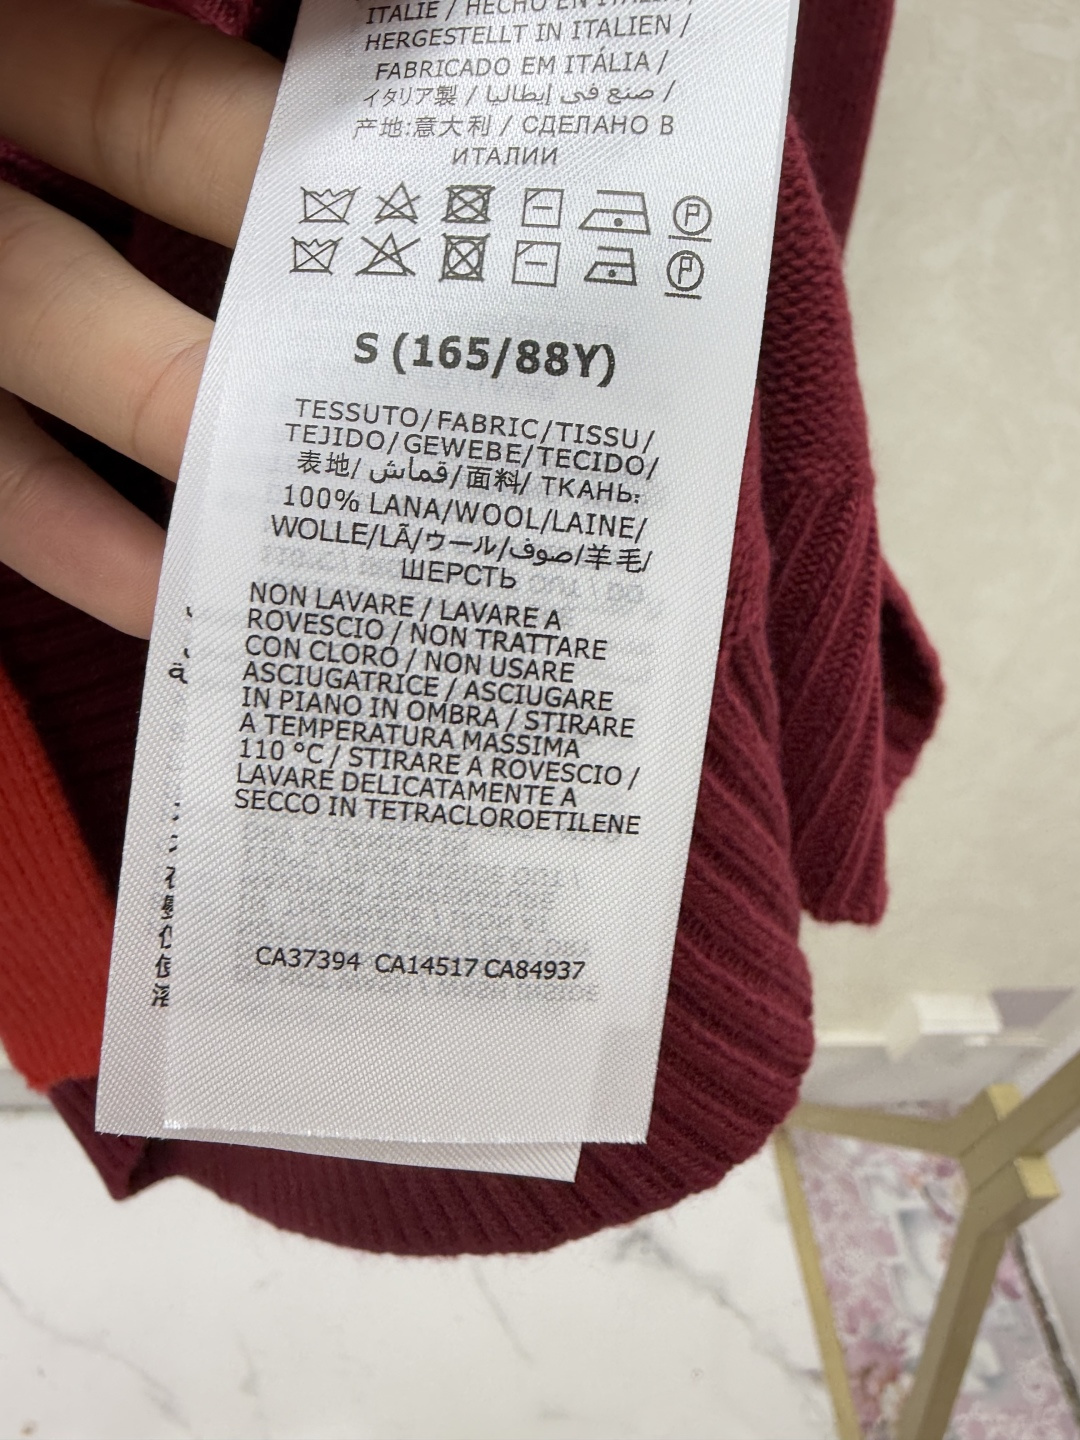 ITALIE / HECHO EN ITALIA /
HERGESTELLT IN ITALIEN /
FABRICADO EM ITÁLIA /
イタリア製 / صنع في إيطاليا /
产地:意大利 / СДЕЛАНО В
ИТАЛИИ
S (165/88Y)
TESSUTO/FABRIC/TISSU/
TEJIDO/GEWEBE/TECIDO/
表地/ قماش/面料/ ТКАНЬ:
100% LANA/WOOL/LAINE/
WOLLE/LÃ/ウール/صوف/羊毛/
ШЕРСТЬ
NON LAVARE / LAVARE A
ROVESCIO / NON TRATTARE
CON CLORO / NON USARE
ASCIUGATRICE / ASCIUGARE
IN PIANO IN OMBRA / STIRARE
A TEMPERATURA MASSIMA
110 °C / STIRARE A ROVESCIO /
LAVARE DELICATAMENTE A
SECCO IN TETRACLOROETILENE
CA37394 CA14517 CA84937